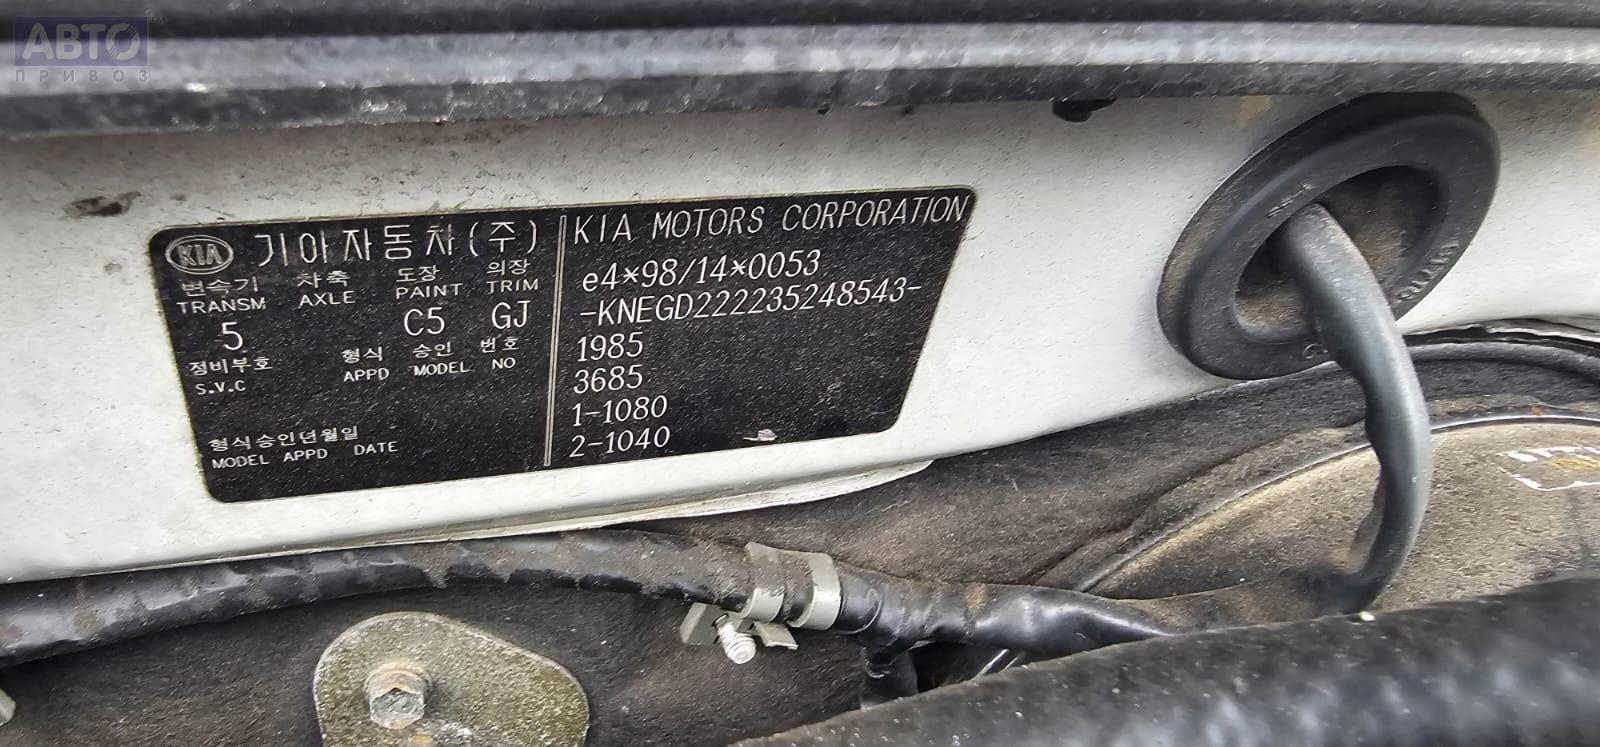 АВТО
ПРИВОЗ
KIA 기아자동차(주)
변속기 차축 도장 의장
TRANSM AXLE PAINT TRIM
5 C5 GJ
정비부호 형식 승인 번호
S.V.C APPD MODEL NO
형식승인년월일
MODEL APPD DATE
KIA MOTORS CORPORATION
e4*98/14*0053
-KNEGD222235248543-
1985
3685
1-1080
2-1040